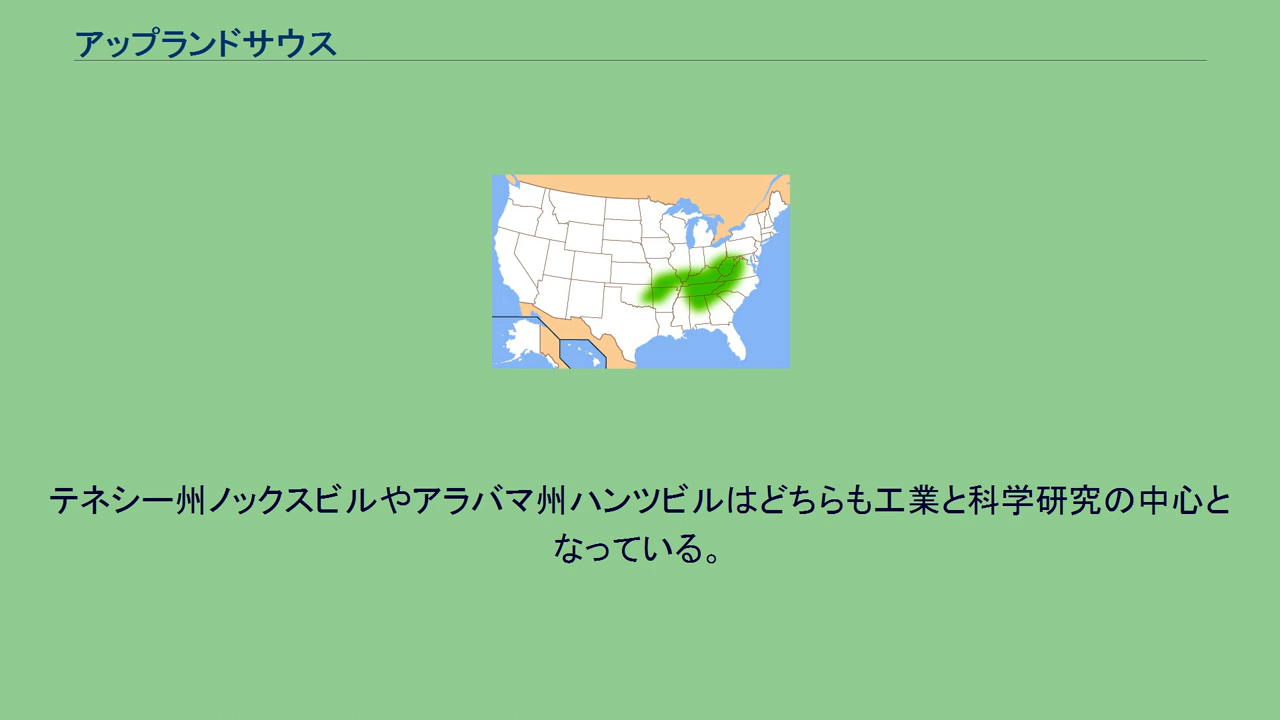 アップランドサウス
テネシー州ノックスビルやアラバマ州ハンツビルはどちらも工業と科学研究の中心と
なっている。